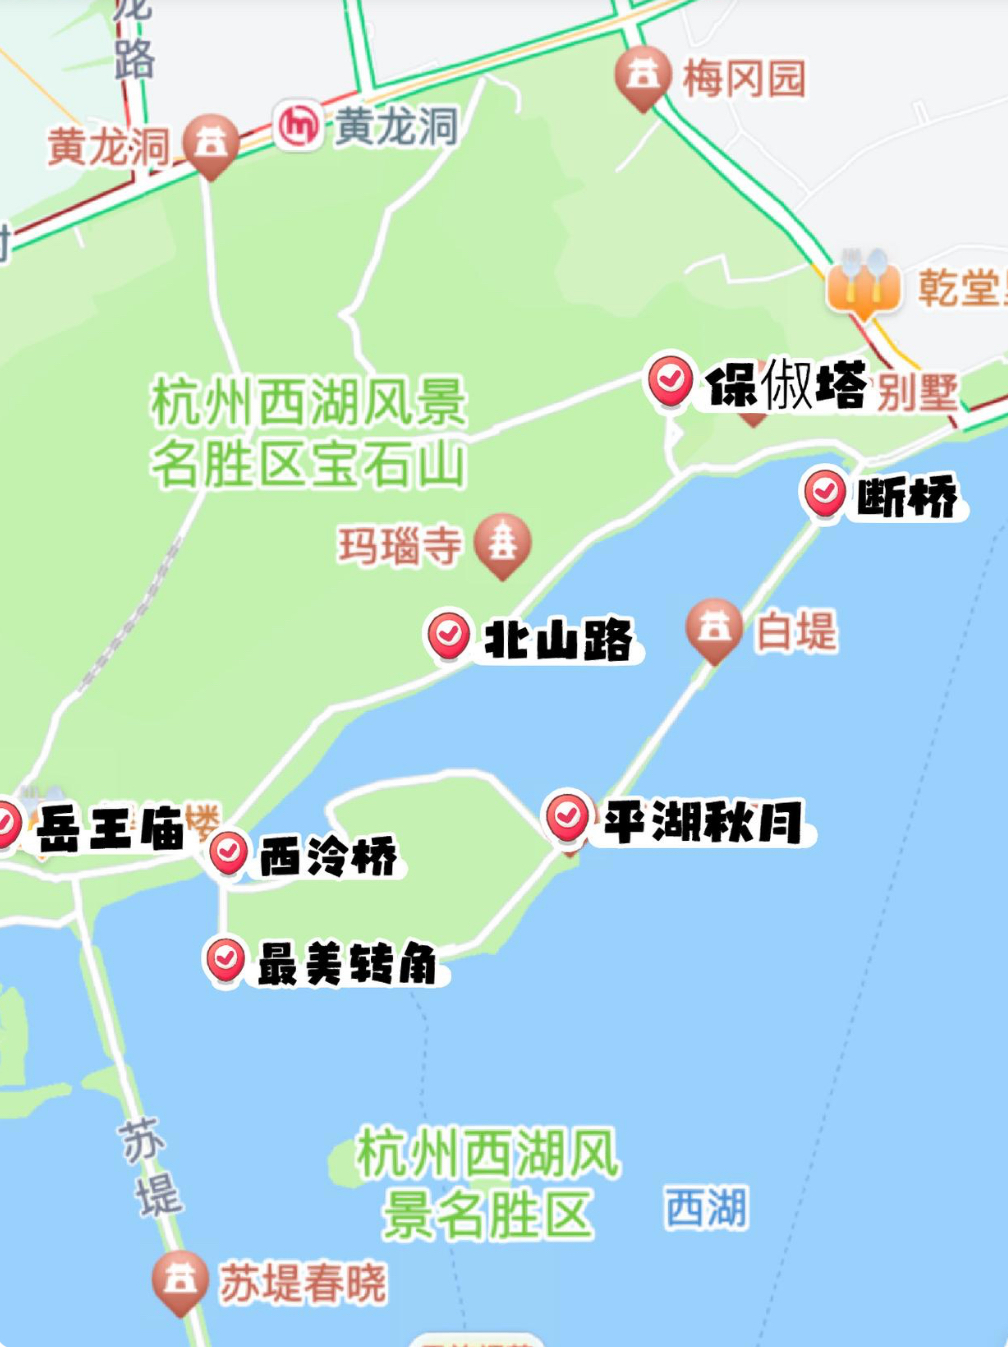 龙
路
梅冈园
黄龙洞
黄龙洞
村
乾堂
保俶塔
别墅
杭州西湖风景
名胜区宝石山
断桥
玛瑙寺
北山路
白堤
岳王庙
楼
平湖秋月
西泠桥
最美转角
苏
堤
杭州西湖风
景名胜区
西湖
苏堤春晓